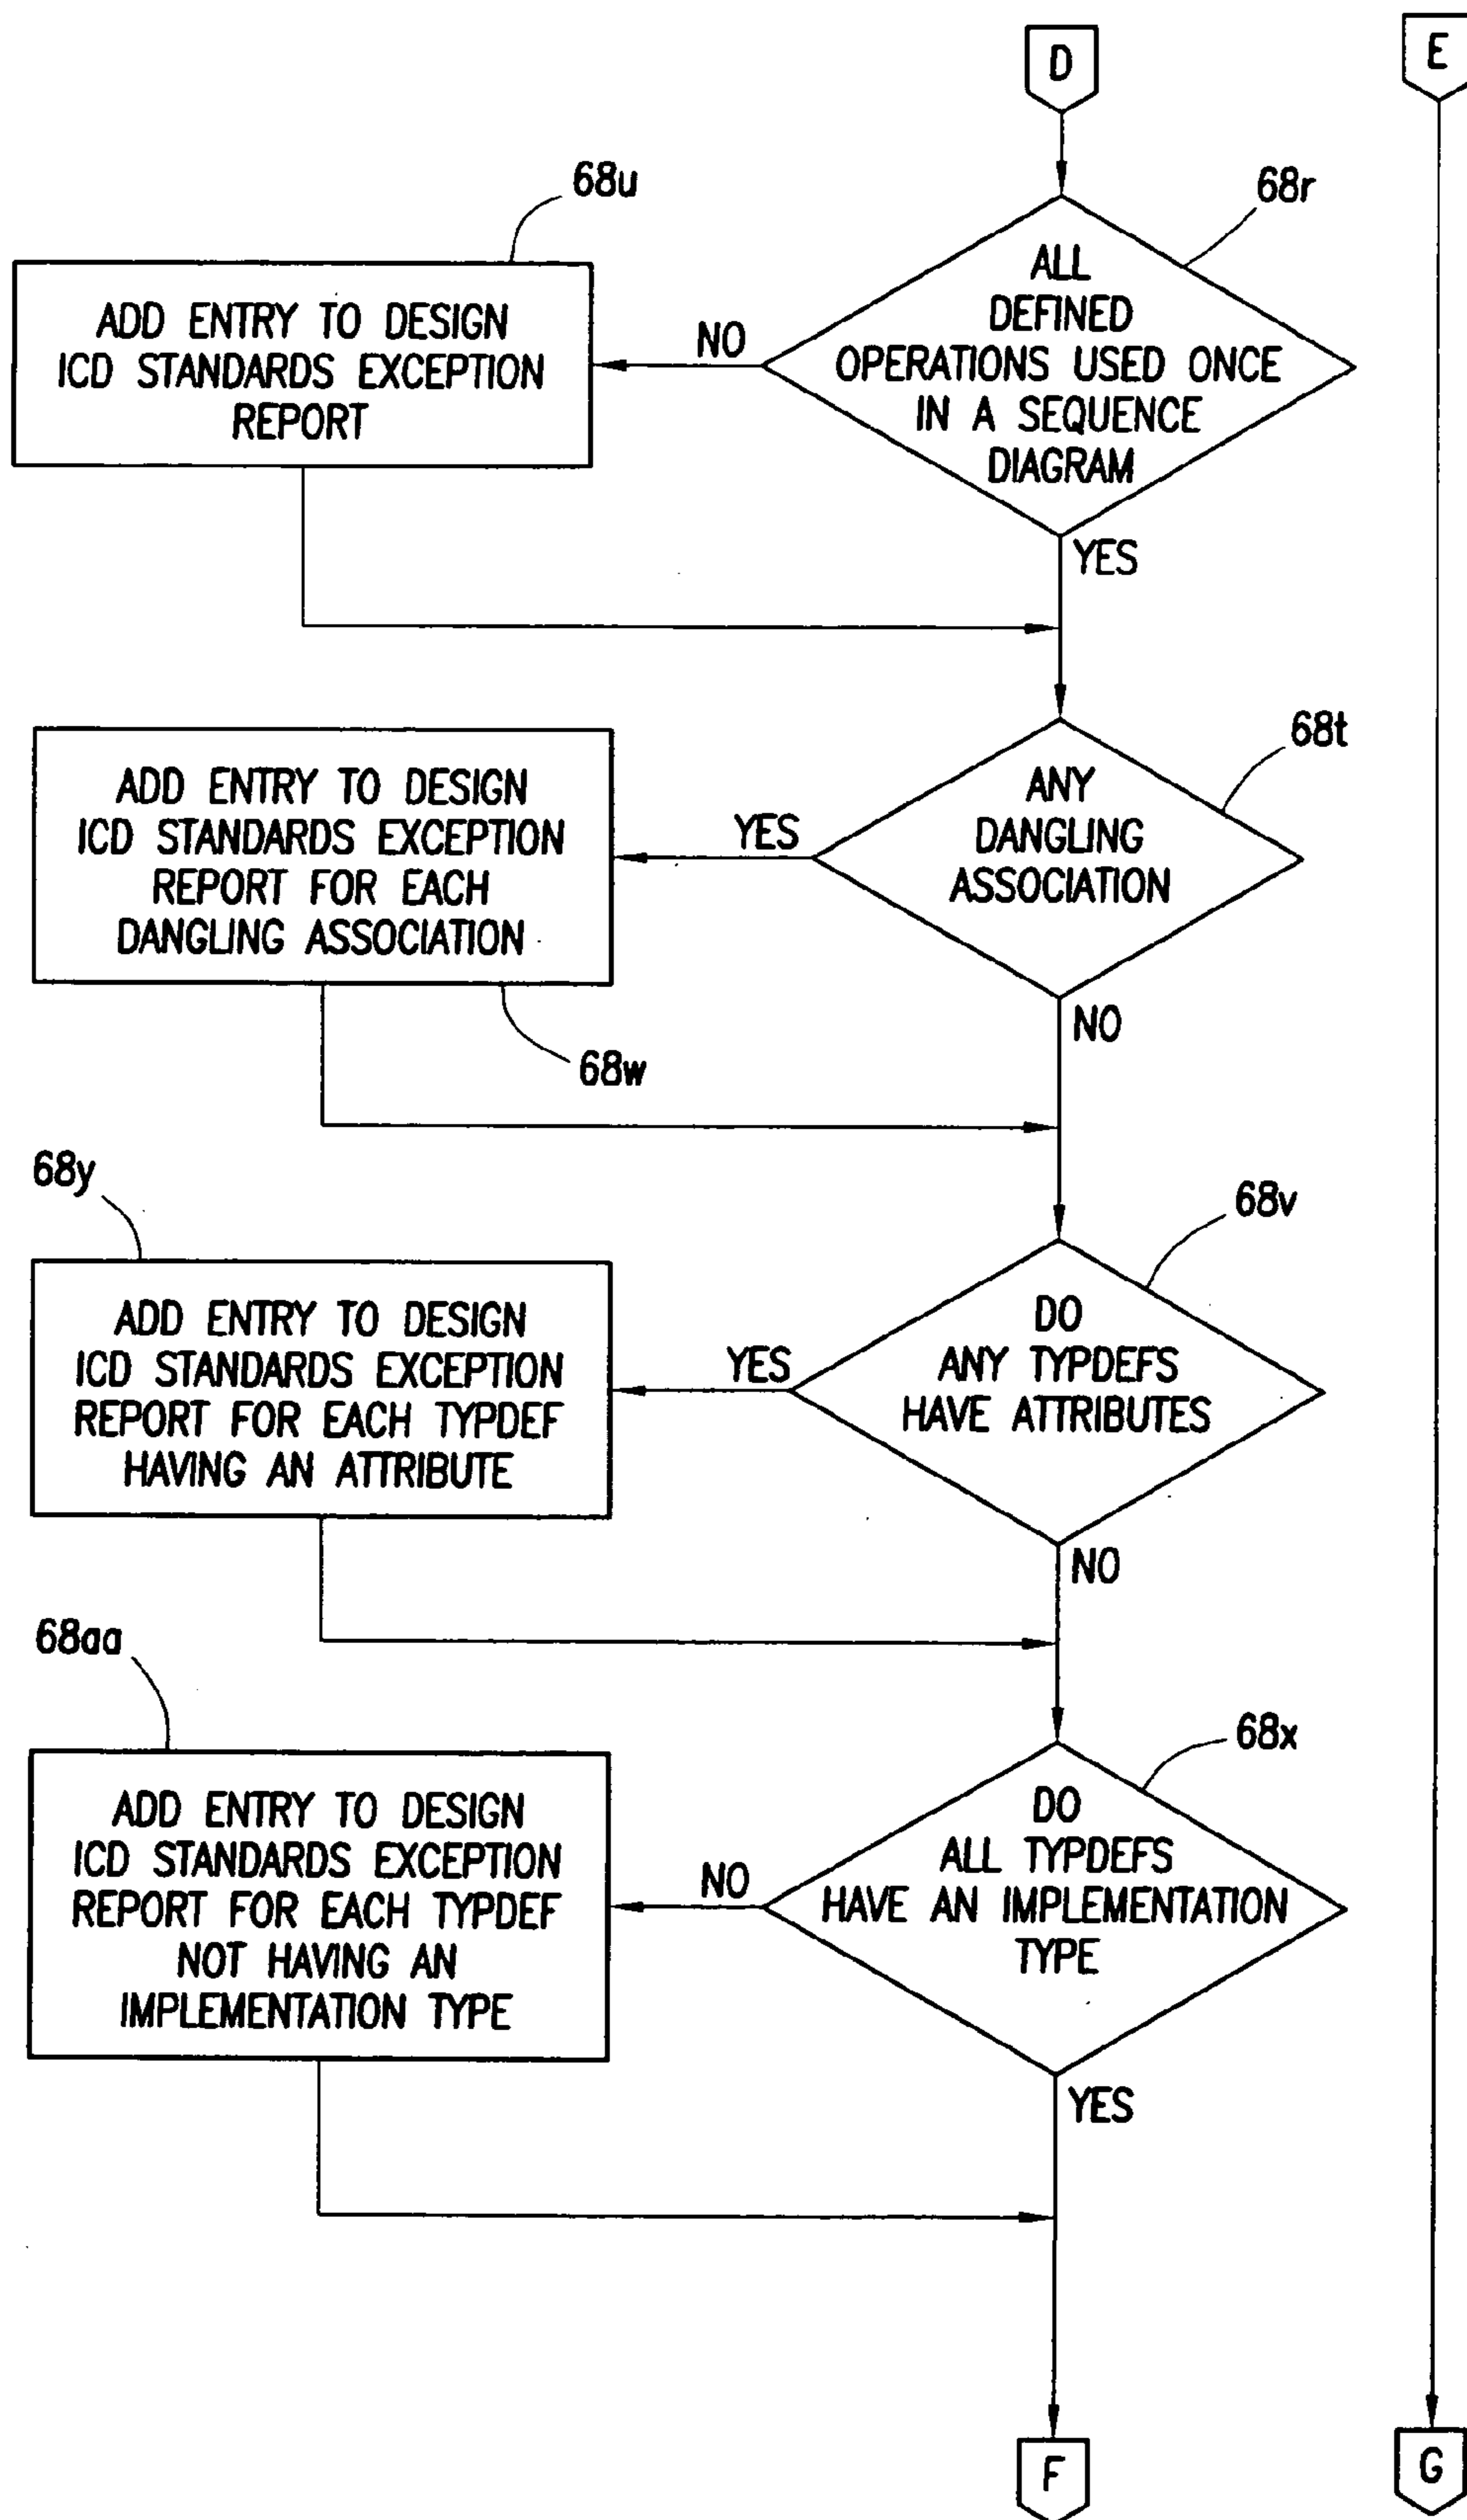 D
E
68u
68r
ADD ENTRY TO DESIGN
ICD STANDARDS EXCEPTION
REPORT
NO
ALL
DEFINED
OPERATIONS USED ONCE
IN A SEQUENCE
DIAGRAM
YES
68t
ADD ENTRY TO DESIGN
ICD STANDARDS EXCEPTION
REPORT FOR EACH
DANGLING ASSOCIATION
YES
ANY
DANGLING
ASSOCIATION
NO
68w
68y
68v
ADD ENTRY TO DESIGN
ICD STANDARDS EXCEPTION
REPORT FOR EACH TYPDEF
HAVING AN ATTRIBUTE
YES
DO
ANY TYPDEFS
HAVE ATTRIBUTES
NO
68aa
68x
ADD ENTRY TO DESIGN
ICD STANDARDS EXCEPTION
REPORT FOR EACH TYPDEF
NOT HAVING AN
IMPLEMENTATION TYPE
NO
DO
ALL TYPDEFS
HAVE AN IMPLEMENTATION
TYPE
YES
F
G